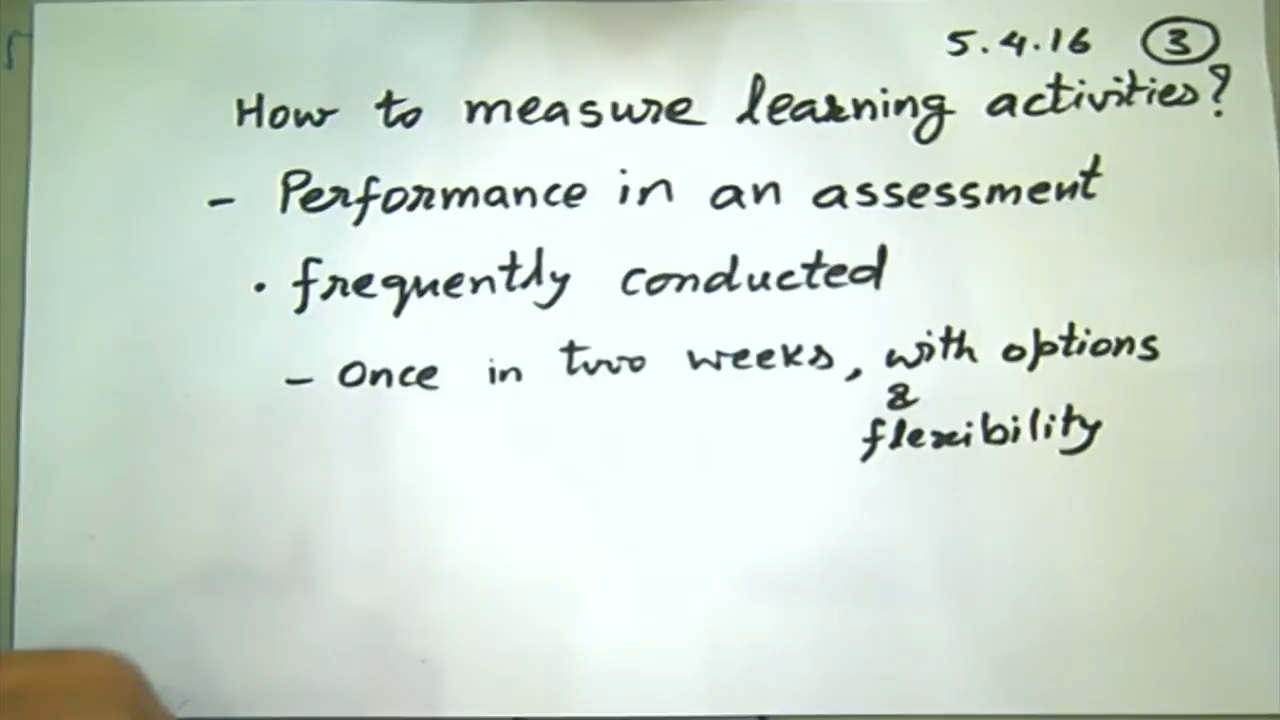 5.4.16 3
How to measure learning activities?
- Performance in an assessment
• frequently conducted
- Once in two weeks, with options
&
flexibility